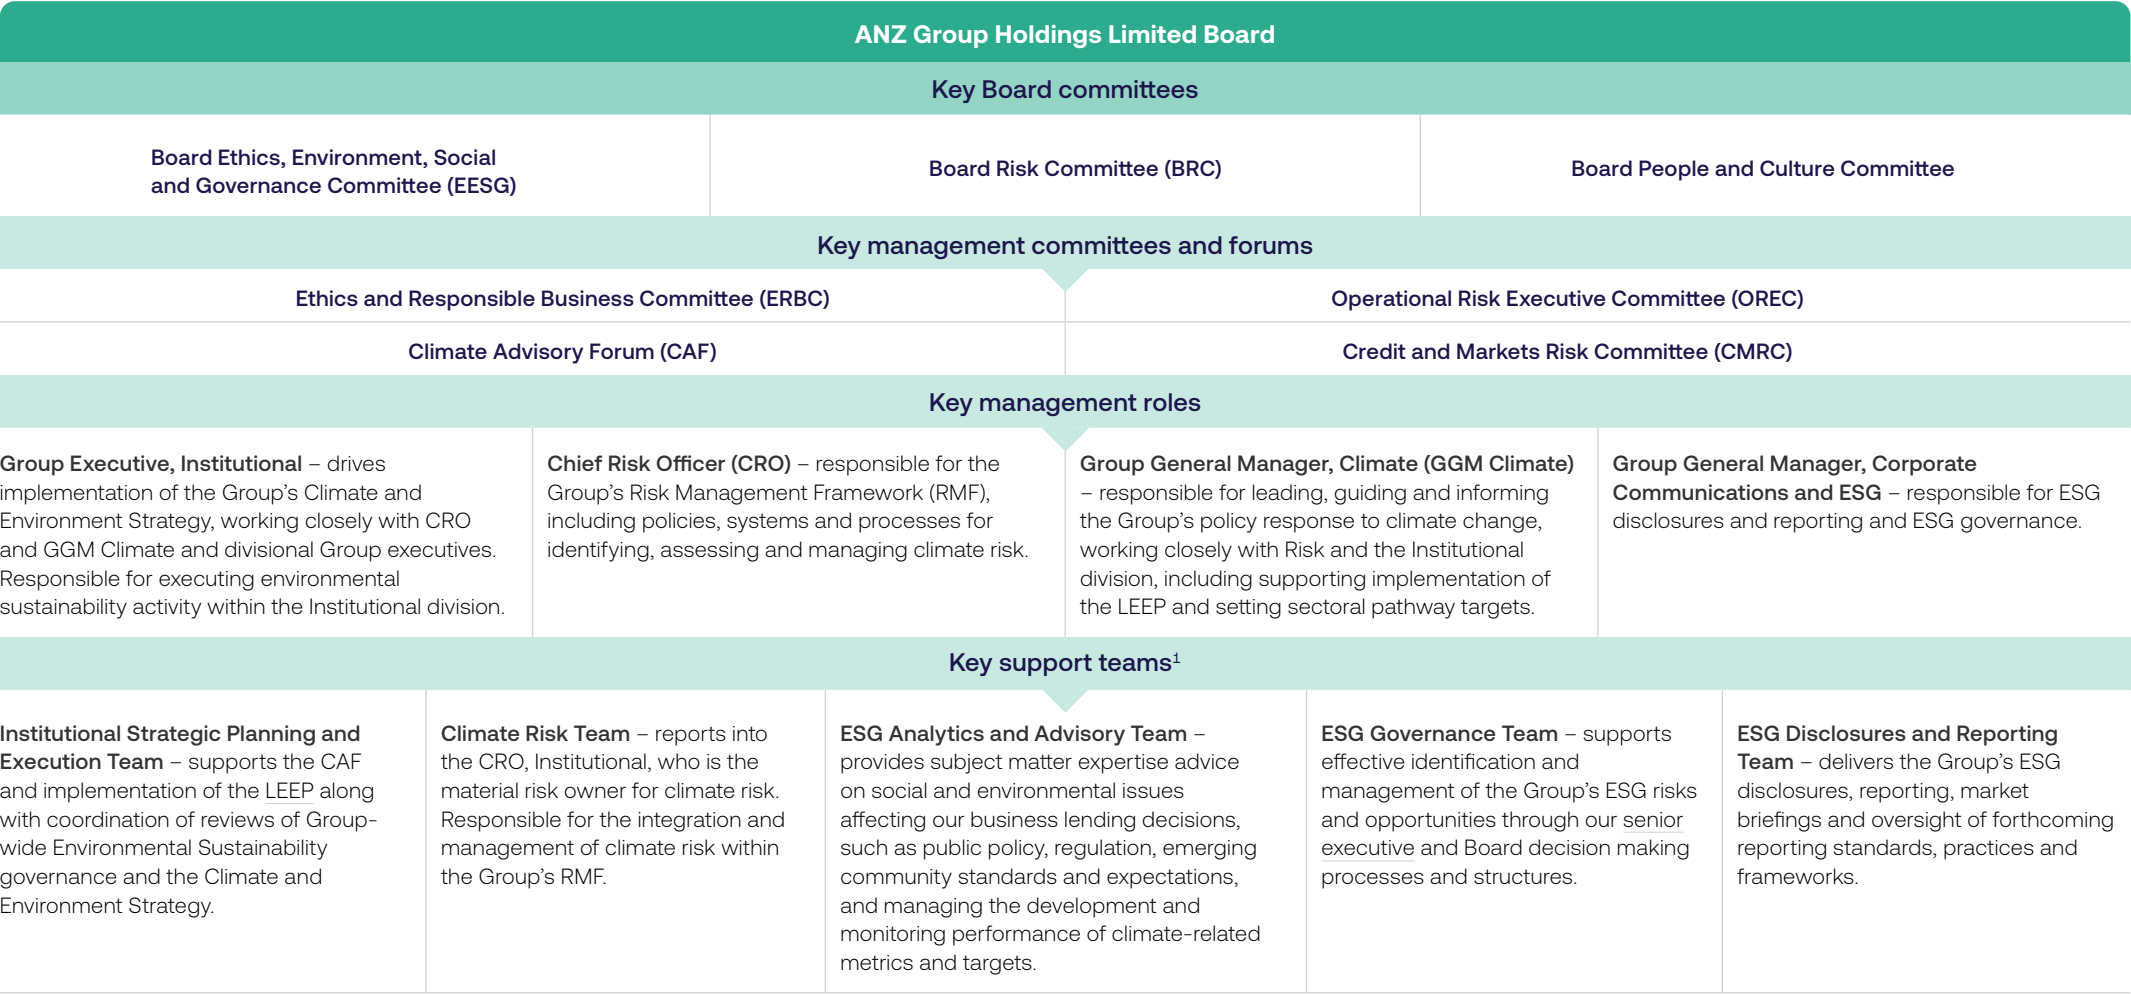 ANZ Group Holdings Limited Board
Key Board committees
Board Ethics, Environment, Social
and Governance Committee (EESG)
Board Risk Committee (BRC)
Board People and Culture Committee
Key management committees and forums
Ethics and Responsible Business Committee (ERBC)
Operational Risk Executive Committee (OREC)
Climate Advisory Forum (CAF)
Credit and Markets Risk Committee (CMRC)
Key management roles
Group Executive, Institutional – drives
implementation of the Group’s Climate and
Environment Strategy, working closely with CRO
and GGM Climate and divisional Group executives.
Responsible for executing environmental
sustainability activity within the Institutional division.
Chief Risk Officer (CRO) – responsible for the
Group’s Risk Management Framework (RMF),
including policies, systems and processes for
identifying, assessing and managing climate risk.
Group General Manager, Climate (GGM Climate)
– responsible for leading, guiding and informing
the Group’s policy response to climate change,
working closely with Risk and the Institutional
division, including supporting implementation of
the LEEP and setting sectoral pathway targets.
Group General Manager, Corporate
Communications and ESG – responsible for ESG
disclosures and reporting and ESG governance.
Key support teams¹
Institutional Strategic Planning and
Execution Team – supports the CAF
and implementation of the LEEP along
with coordination of reviews of Group-
wide Environmental Sustainability
governance and the Climate and
Environment Strategy.
Climate Risk Team – reports into
the CRO, Institutional, who is the
material risk owner for climate risk.
Responsible for the integration and
management of climate risk within
the Group’s RMF.
ESG Analytics and Advisory Team –
provides subject matter expertise advice
on social and environmental issues
affecting our business lending decisions,
such as public policy, regulation, emerging
community standards and expectations,
and managing the development and
monitoring performance of climate-related
metrics and targets.
ESG Governance Team – supports
effective identification and
management of the Group’s ESG risks
and opportunities through our senior
executive and Board decision making
processes and structures.
ESG Disclosures and Reporting
Team – delivers the Group’s ESG
disclosures, reporting, market
briefings and oversight of forthcoming
reporting standards, practices and
frameworks.